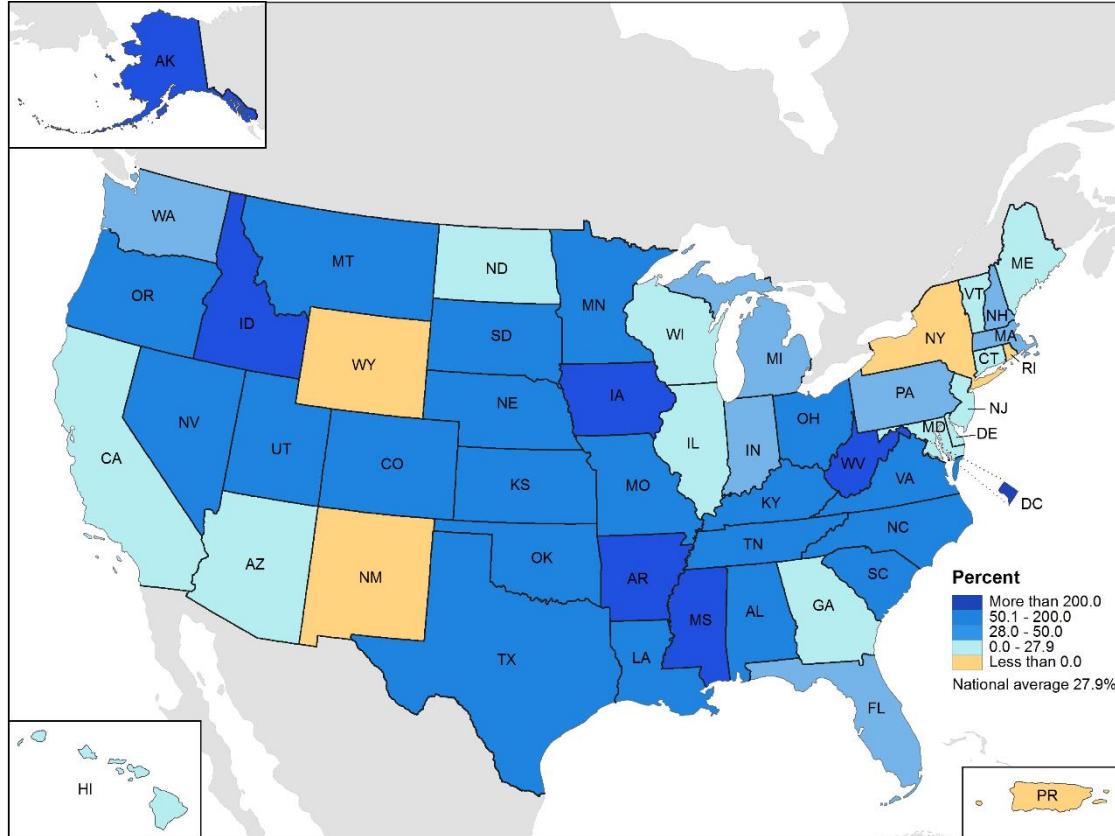 AK
WA
MT
ND
MN
ME
VT
NH
OR
ID
WY
SD
WI
MI
NY
MA
CT
RI
NV
UT
CO
NE
IA
IL
IN
OH
PA
NJ
MD
DE
CA
KS
MO
KY
WV
VA
DC
AZ
NM
OK
AR
TN
NC
SC
TX
LA
MS
AL
GA
FL
HI
PR
Percent
More than 200.0
50.1 - 200.0
28.0 - 50.0
0.0 - 27.9
Less than 0.0
National average 27.9%